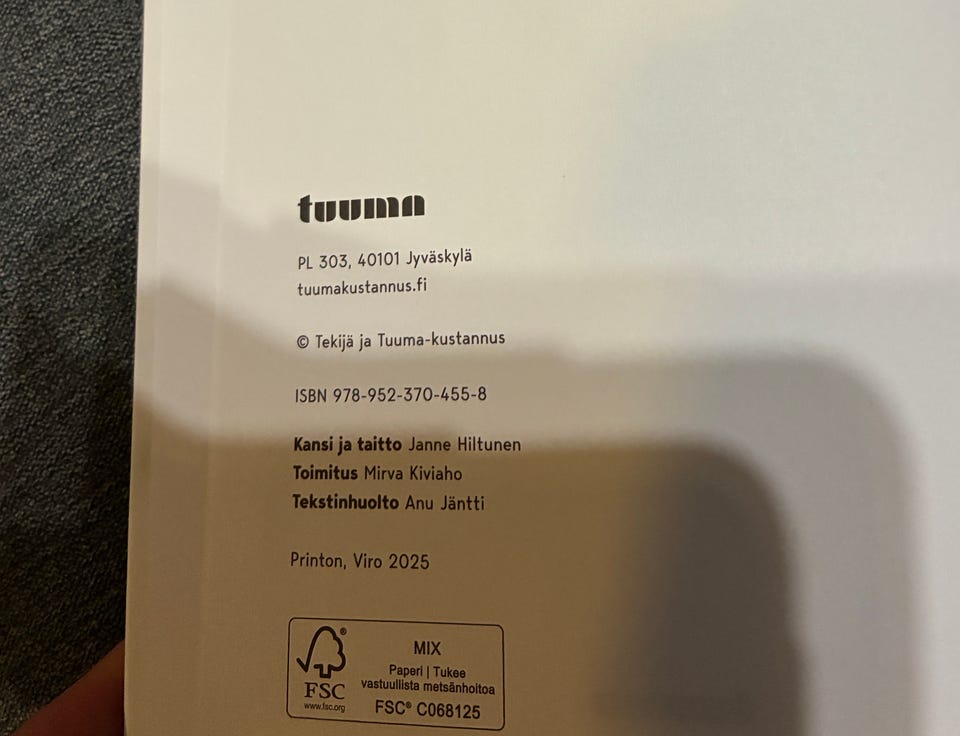 tuuma
PL 303, 40101 Jyväskylä
tuumakustannus.fi
© Tekijä ja Tuuma-kustannus
ISBN 978-952-370-455-8
Kansi ja taitto Janne Hiltunen
Toimitus Mirva Kiviaho
Tekstinhuolto Anu Jäntti
Printon, Viro 2025
®
FSC
www.fsc.org
MIX
Paperi | Tukee
vastuullista metsänhoitoa
FSC® C068125